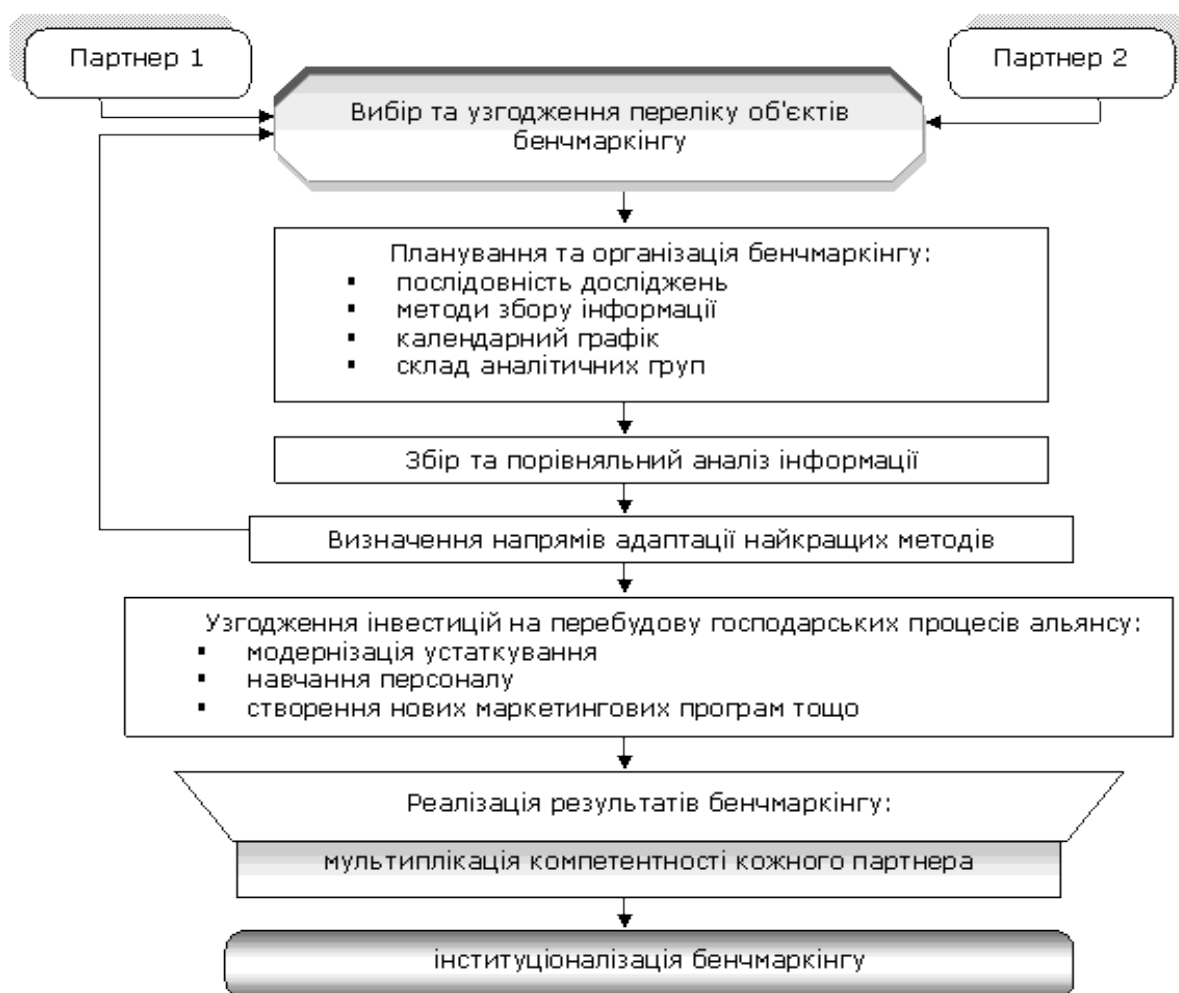 Партнер 1
Партнер 2
Вибір та узгодження переліку об'єктів
бенчмаркінгу
Планування та організація бенчмаркінгу:
▪ послідовність досліджень
▪ методи збору інформації
▪ календарний графік
▪ склад аналітичних груп
Збір та порівняльний аналіз інформації
Визначення напрямів адаптації найкращих методів
Узгодження інвестицій на перебудову господарських процесів альянсу:
▪ модернізація устаткування
▪ навчання персоналу
▪ створення нових маркетингових програм тощо
Реалізація результатів бенчмаркінгу:
мультиплікація компетентності кожного партнера
інституціоналізація бенчмаркінгу